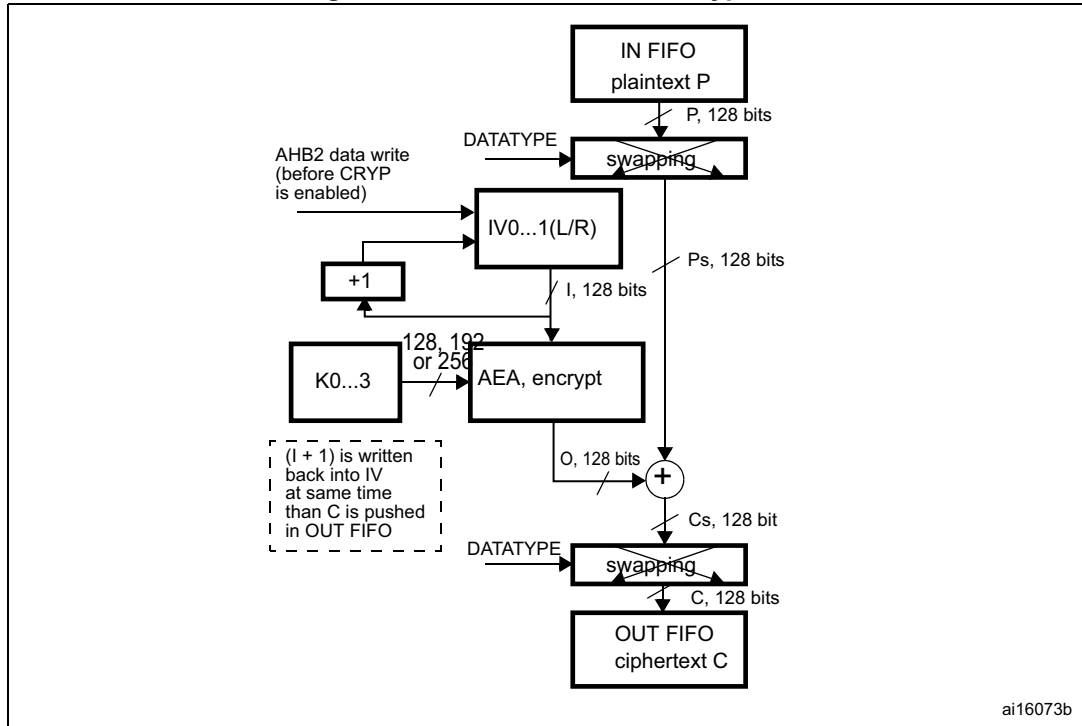 IN FIFO
plaintext P
P, 128 bits
DATATYPE
swapping
AHB2 data write
(before CRYP
is enabled)
IV0...1(L/R)
Ps, 128 bits
+1
I, 128 bits
128, 192
or 256
K0...3
AEA, encrypt
(I + 1) is written
back into IV
at same time
than C is pushed
in OUT FIFO
O, 128 bits
+
Cs, 128 bit
DATATYPE
swapping
C, 128 bits
OUT FIFO
ciphertext C
ai16073b